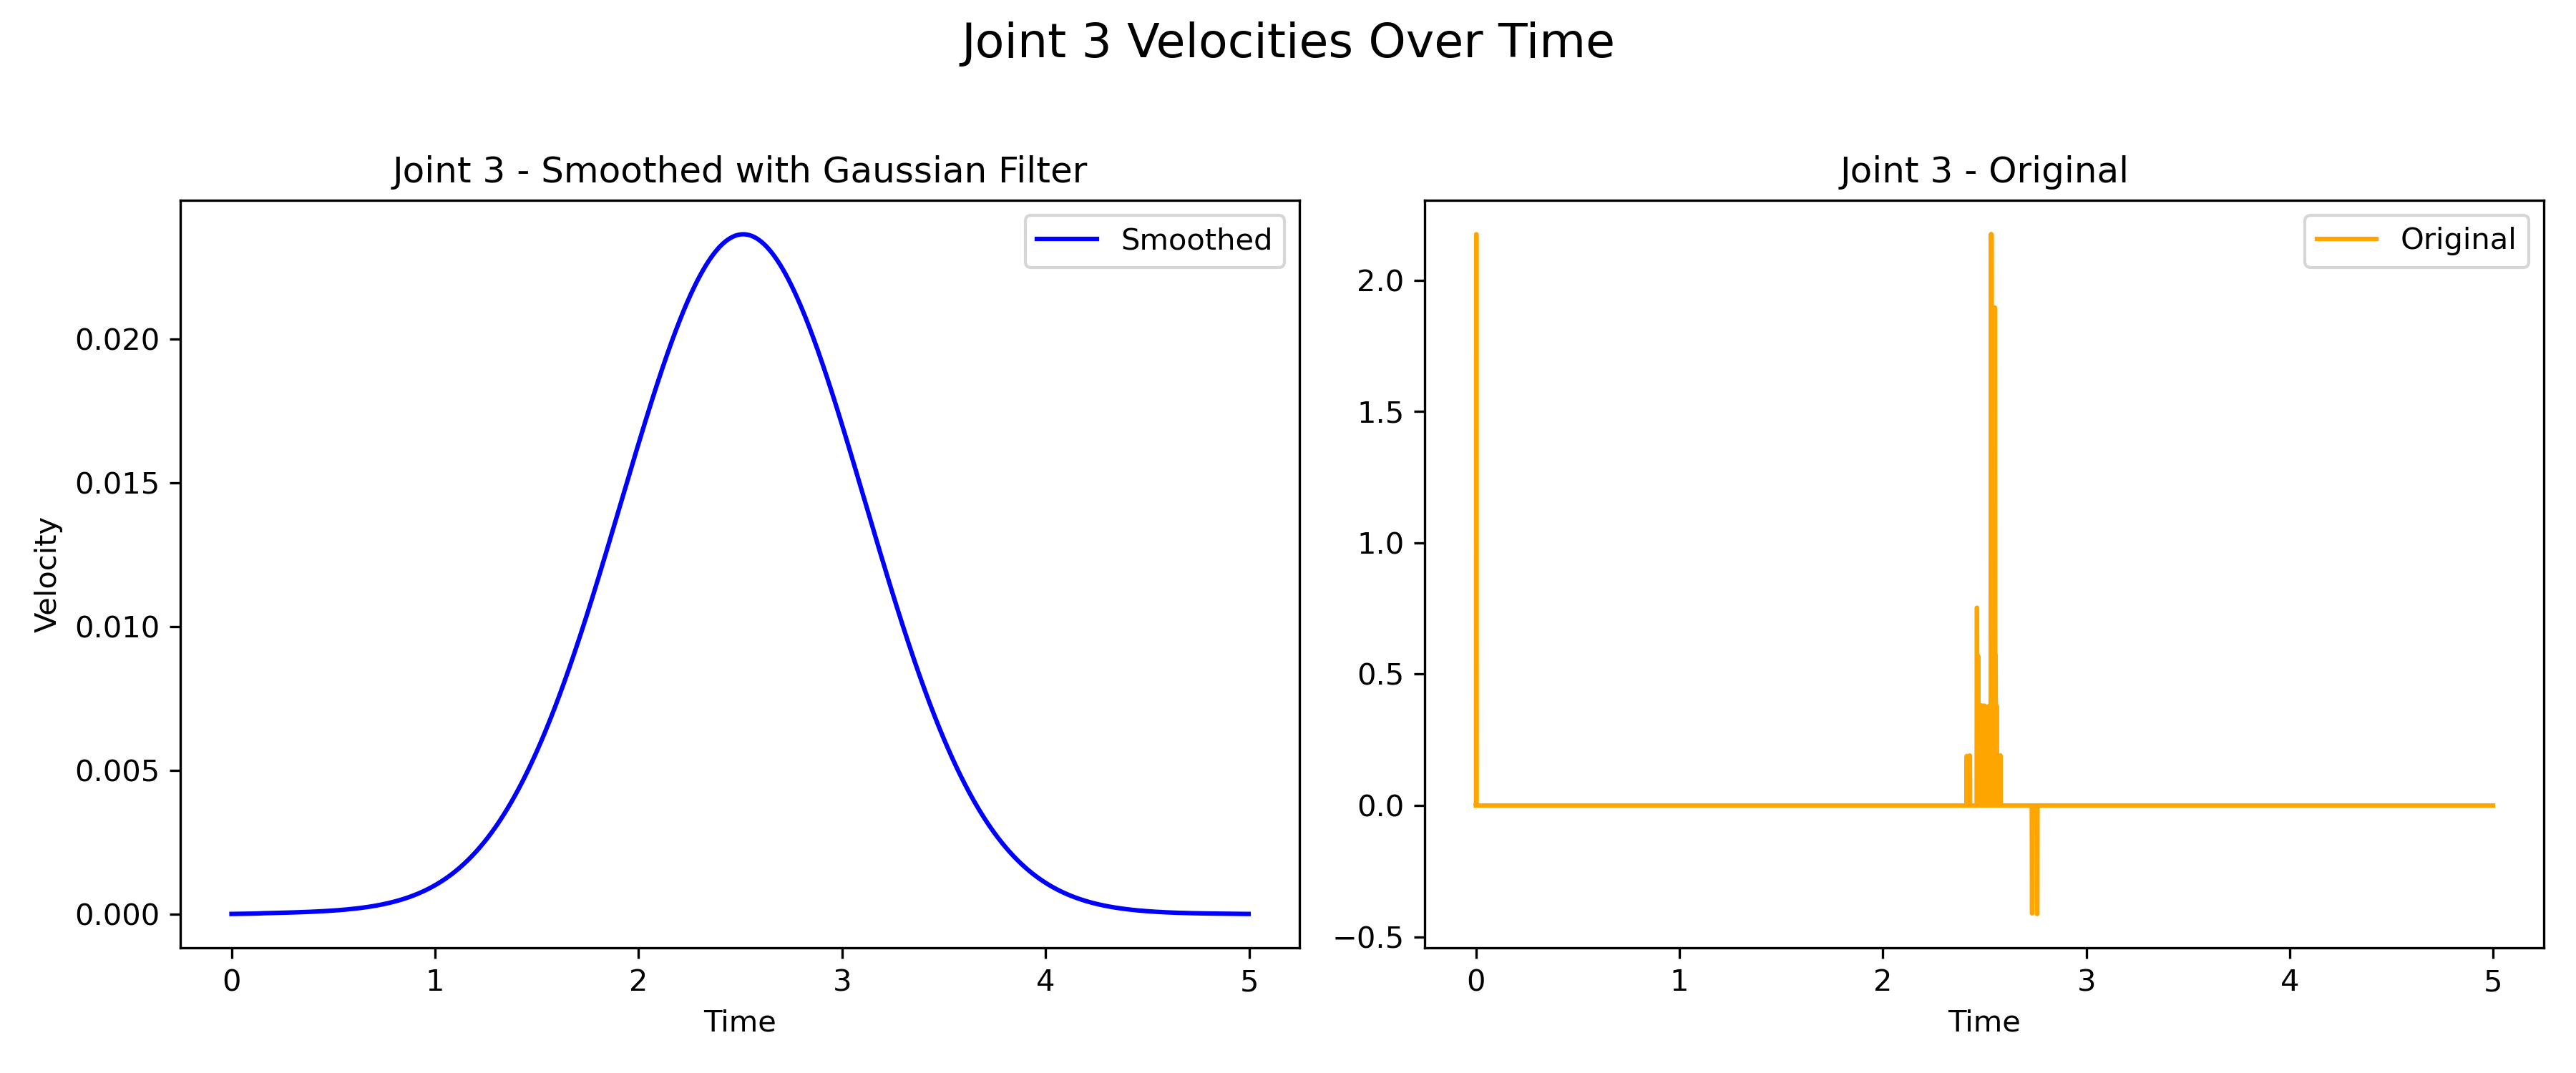 Joint 3 Velocities Over Time
Joint 3 - Smoothed with Gaussian Filter
Smoothed
Velocity
0.020
0.015
0.010
0.005
0.000
0 1 2 3 4 5
Time
Joint 3 - Original
Original
2.0
1.5
1.0
0.5
0.0
−0.5
0 1 2 3 4 5
Time